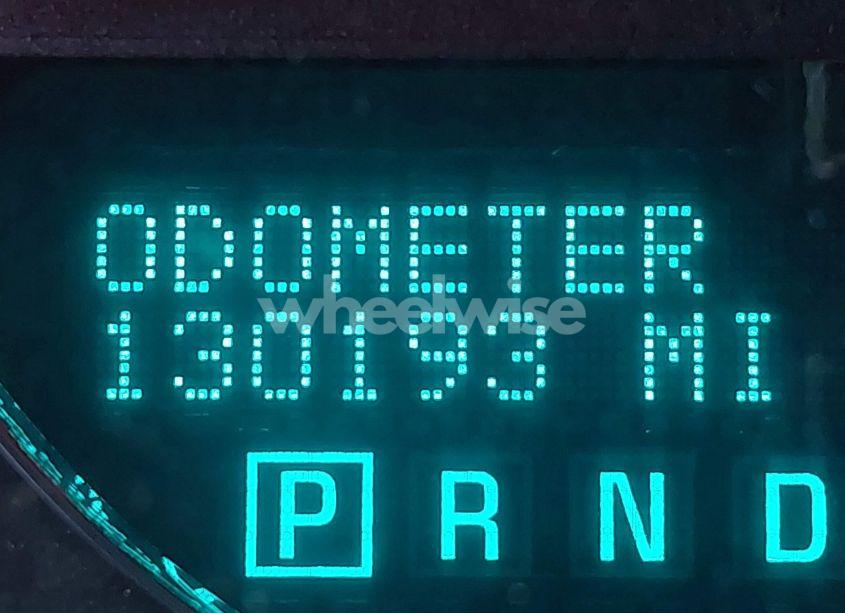 ODOMETER
wheelwise
130193 MI
P R N D